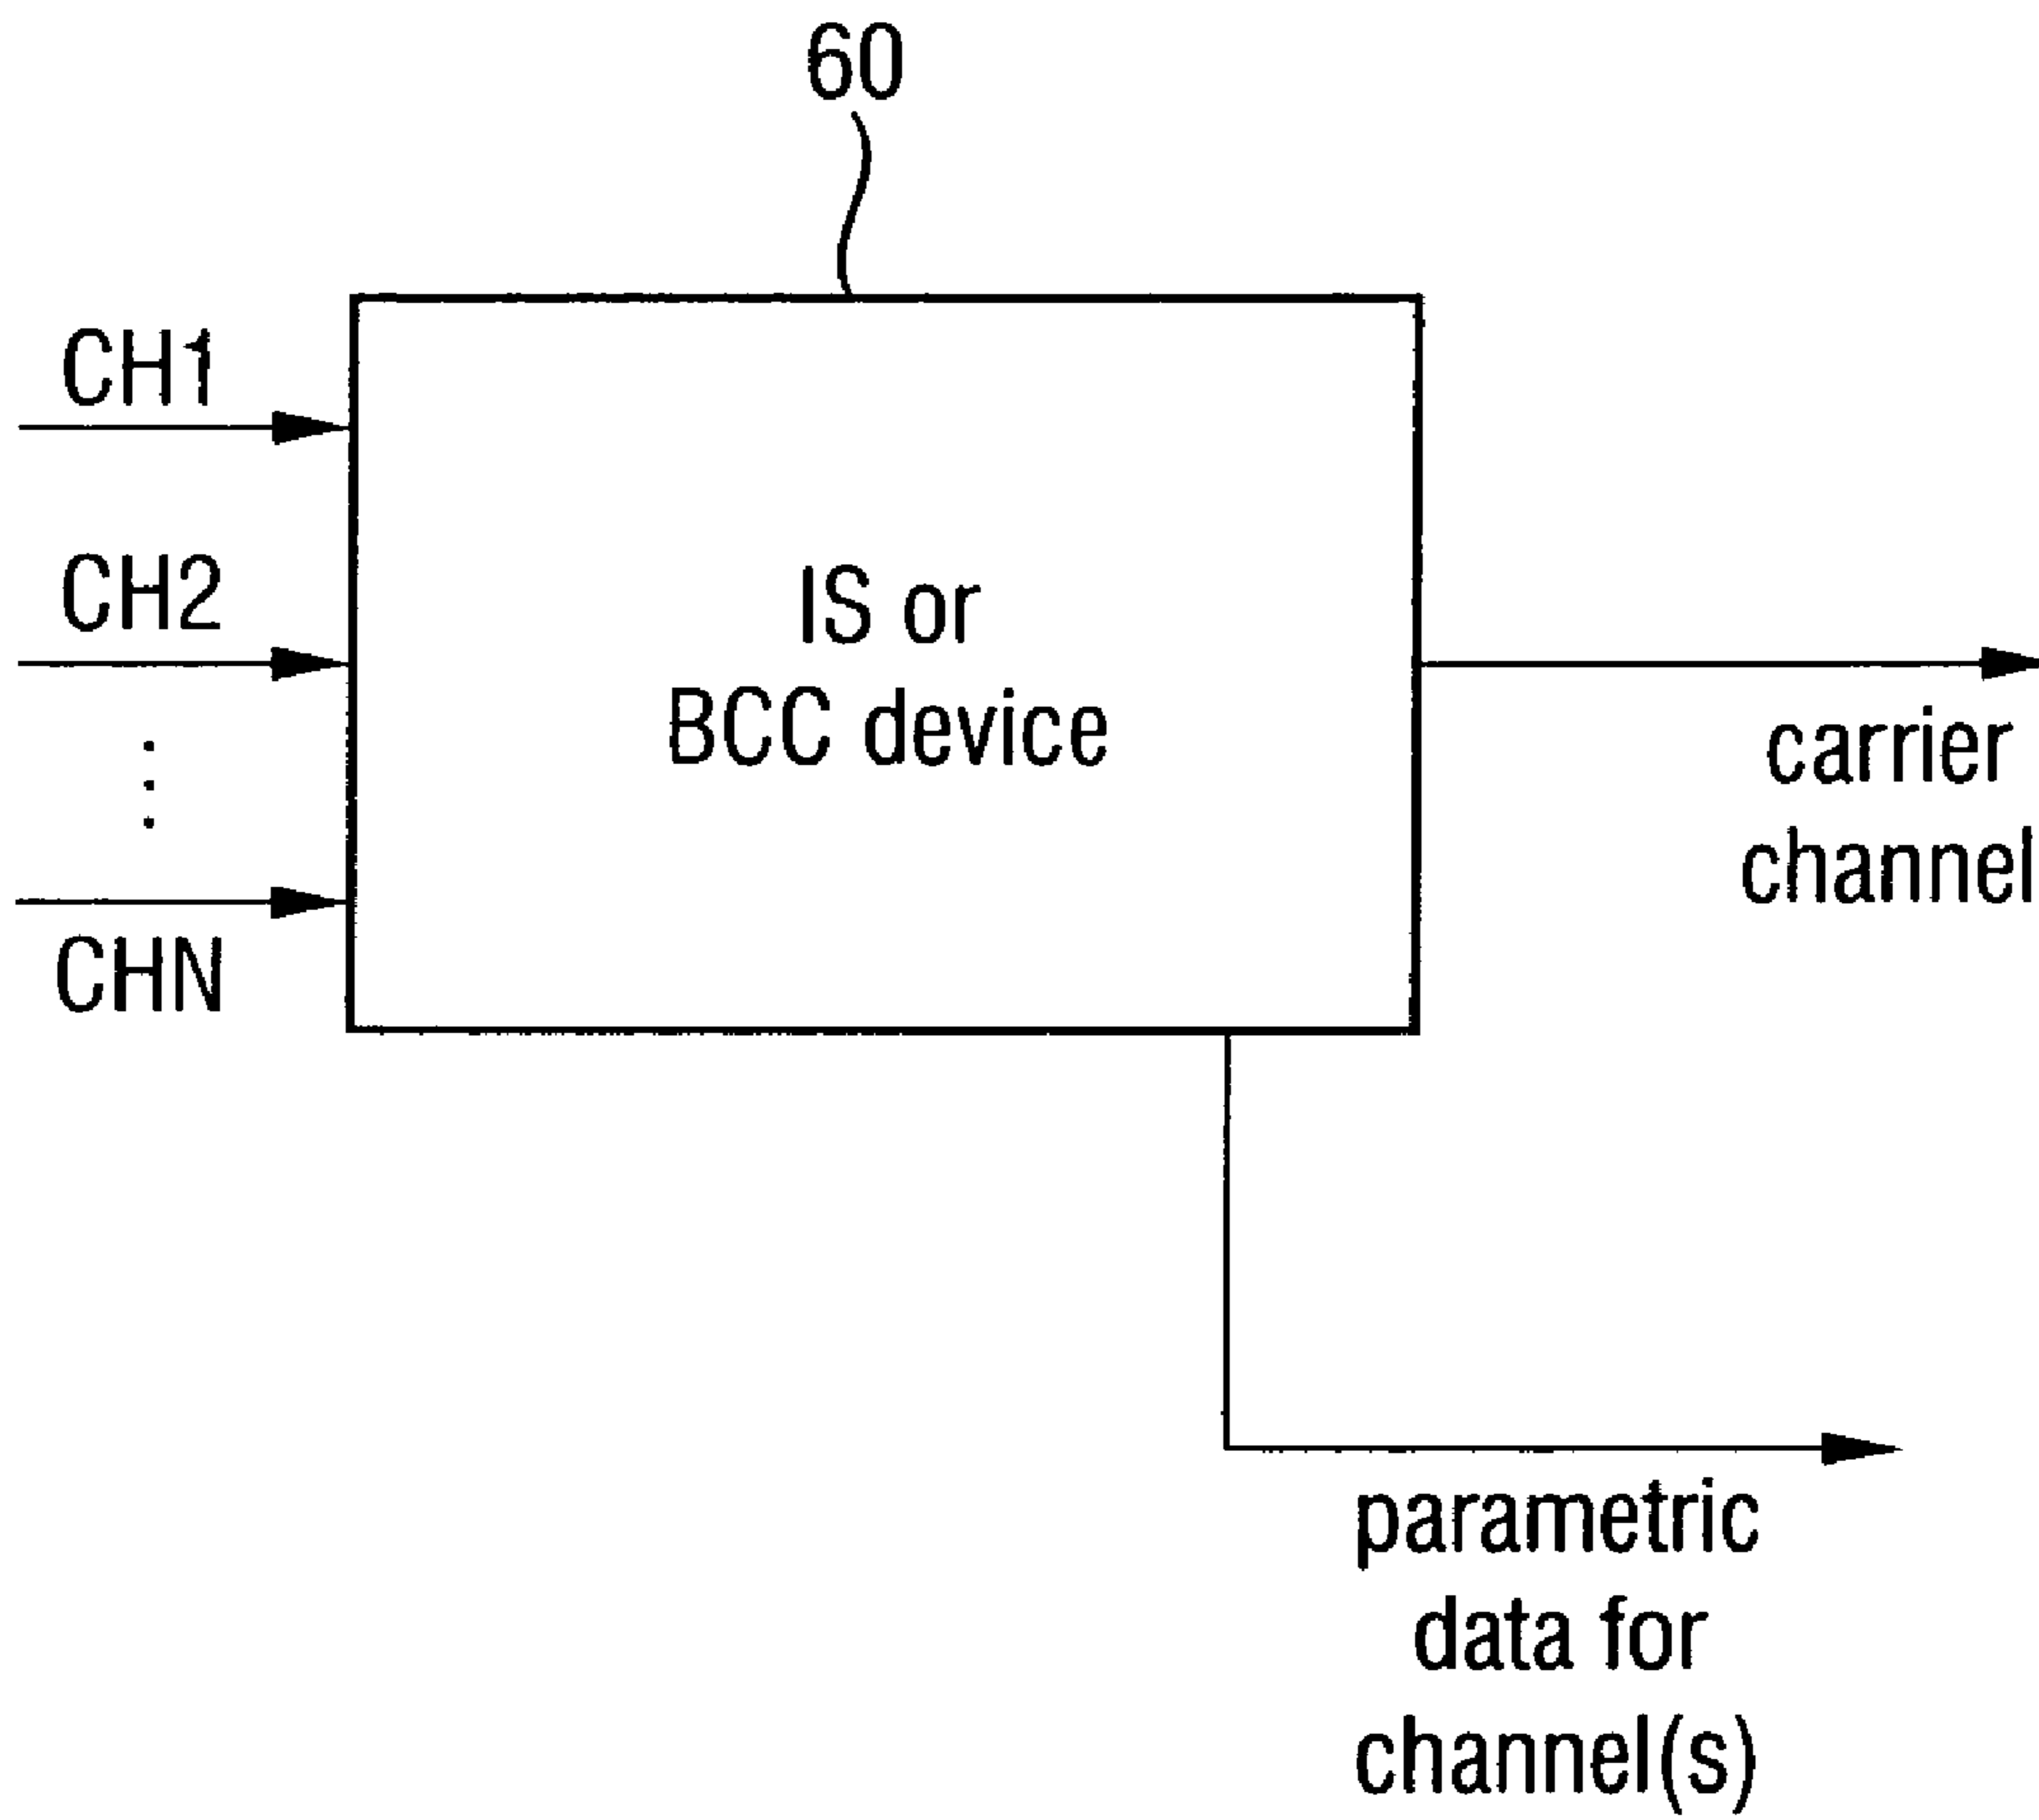 60
CH1
CH2
CHN
IS or
BCC device
carrier
channel
parametric
data for
channel(s)